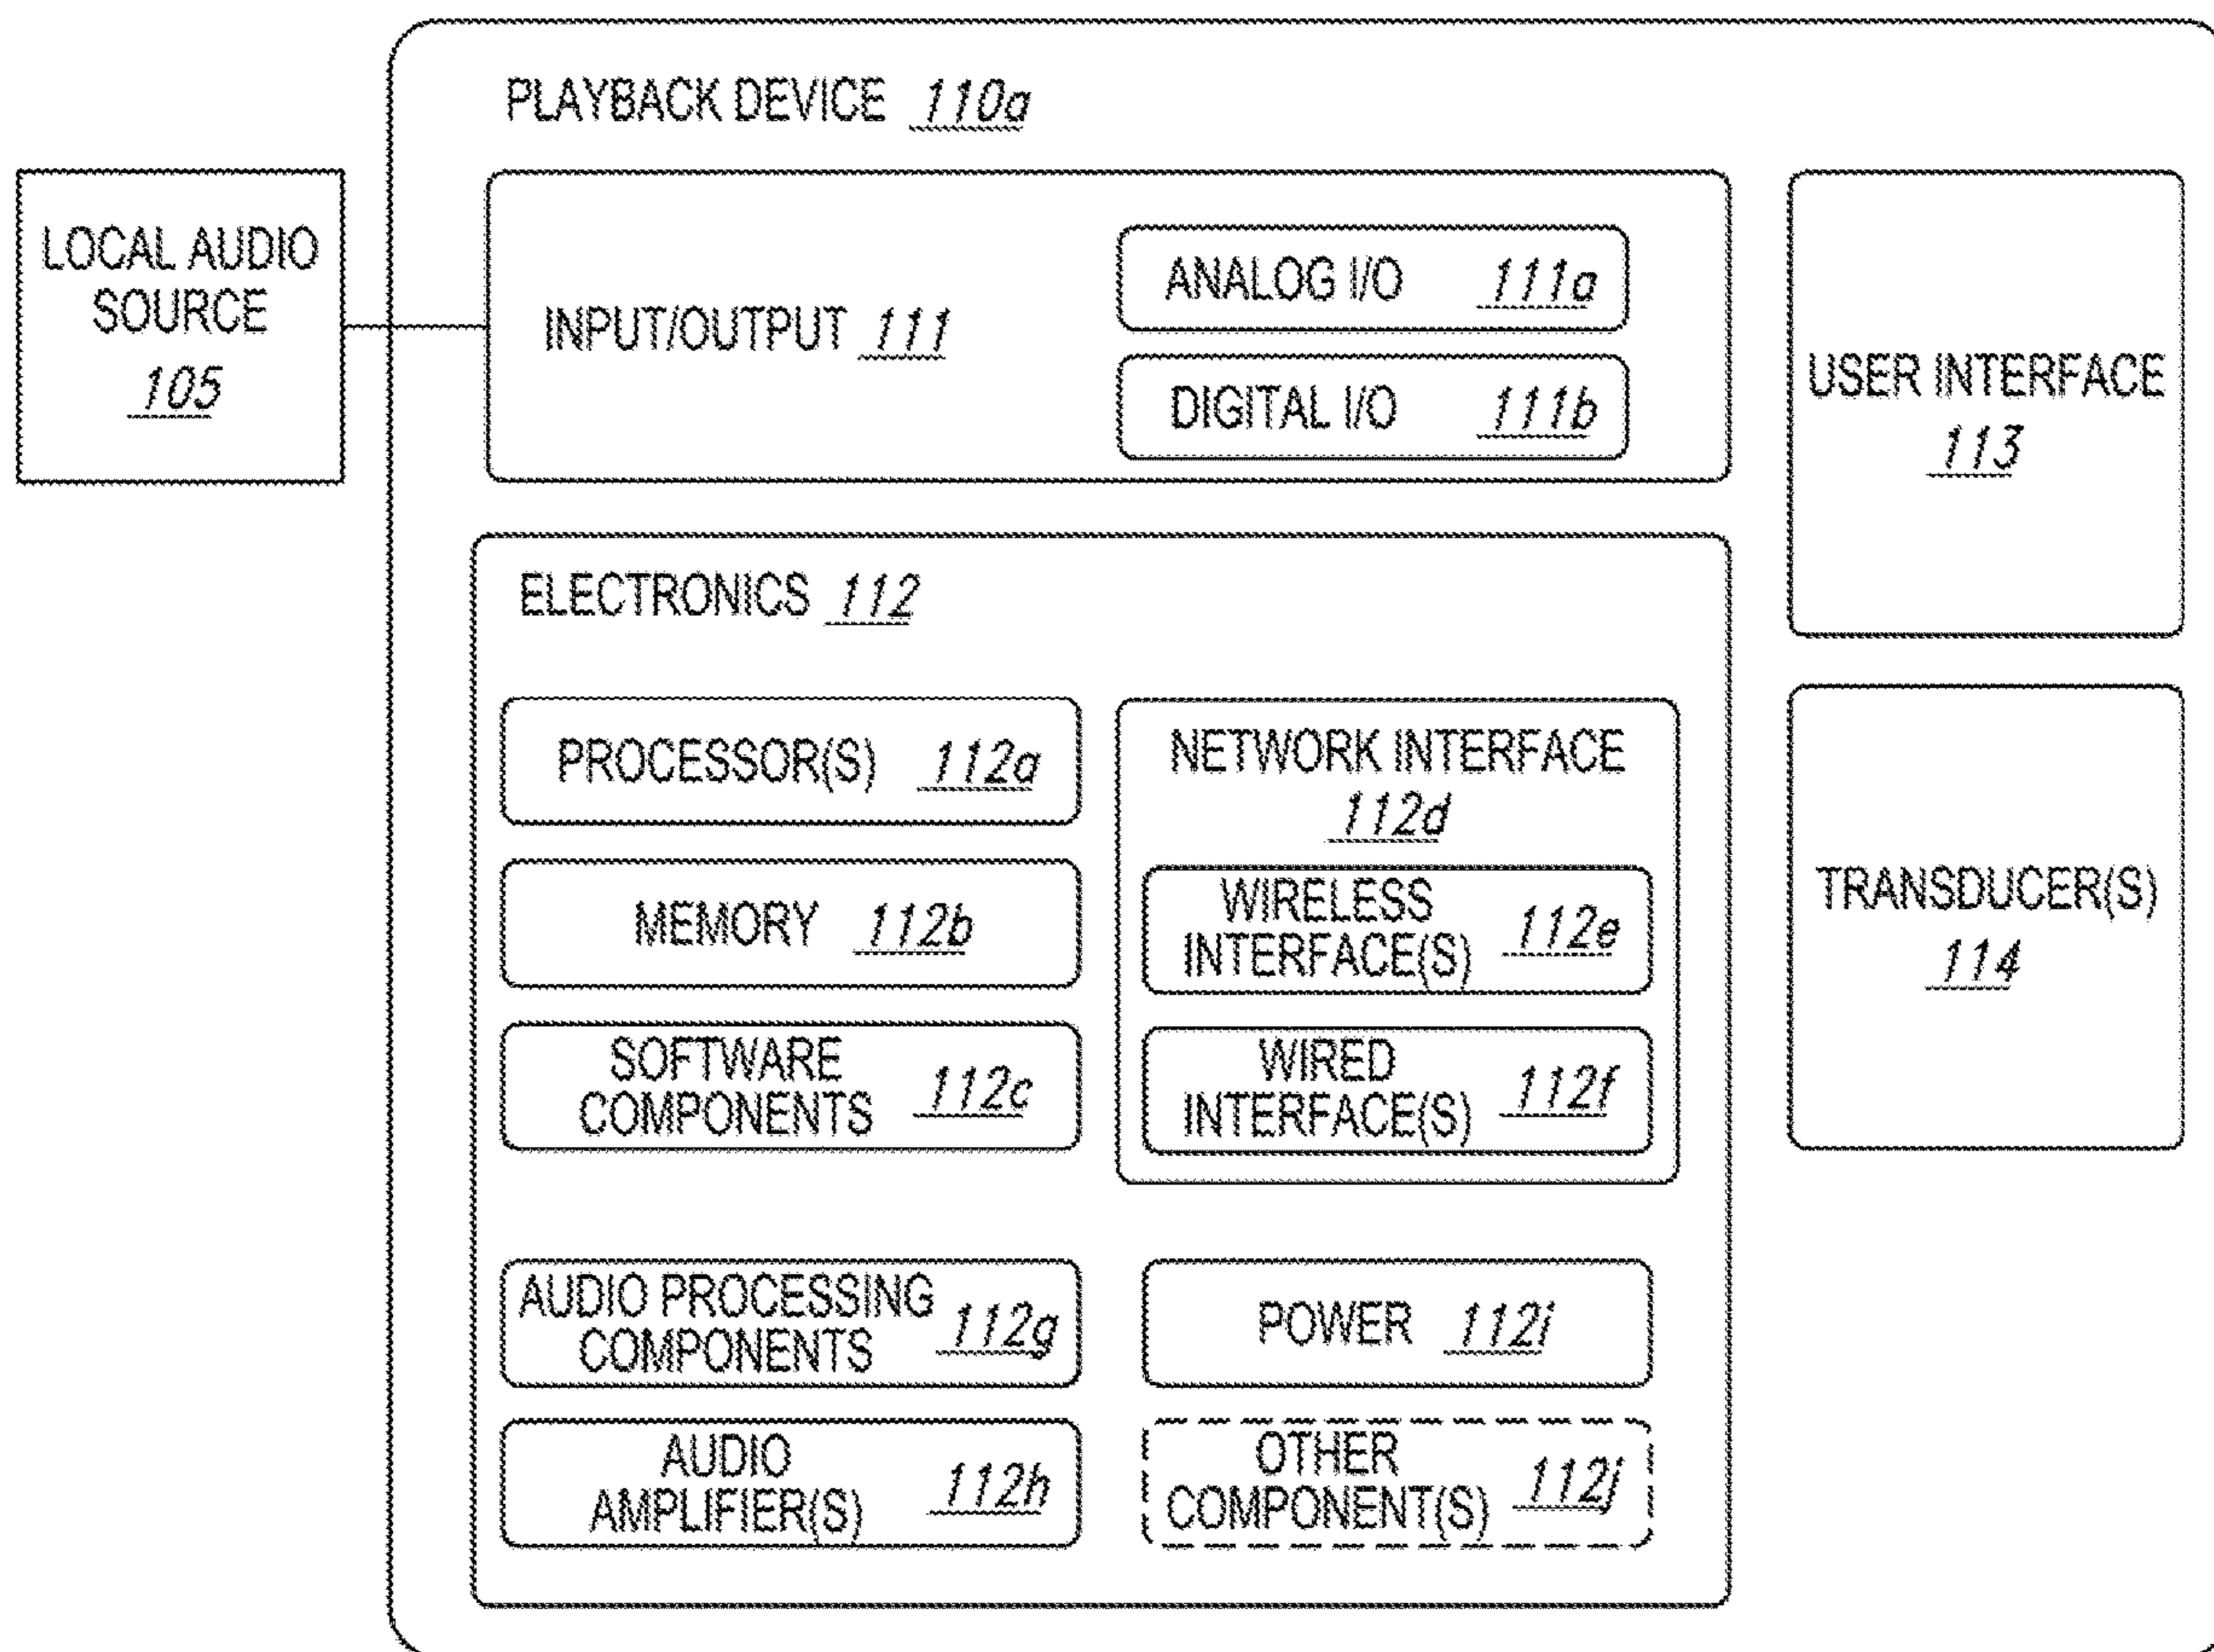 PLAYBACK DEVICE 110a
LOCAL AUDIO
SOURCE
105
INPUT/OUTPUT 111
ANALOG I/O 111a
DIGITAL I/O 111b
USER INTERFACE
113
ELECTRONICS 112
PROCESSOR(S) 112a
MEMORY 112b
SOFTWARE
COMPONENTS 112c
NETWORK INTERFACE
112d
WIRELESS
INTERFACE(S) 112e
WIRED
INTERFACE(S) 112f
TRANSDUCER(S)
114
AUDIO PROCESSING
COMPONENTS 112g
POWER 112i
AUDIO
AMPLIFIER(S) 112h
OTHER
COMPONENT(S) 112j